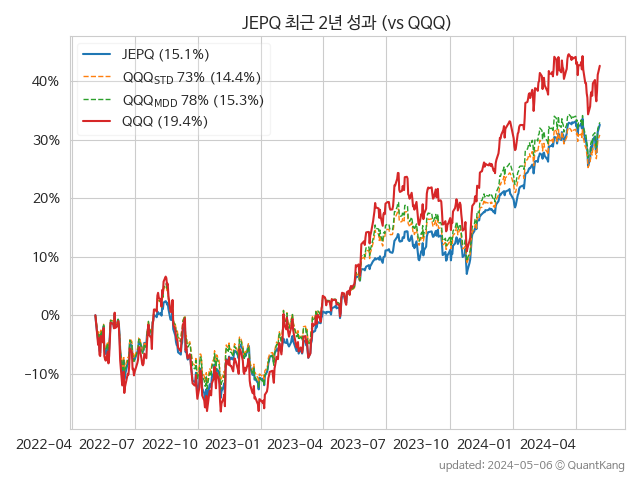 JEPQ 최근 2년 성과 (vs QQQ)
JEPQ (15.1%)
QQQSTD 73% (14.4%)
QQQMDD 78% (15.3%)
QQQ (19.4%)
40%
30%
20%
10%
0%
−10%
2022−04 2022−07 2022−10 2023−01 2023−04 2023−07 2023−10 2024−01 2024−04
updated: 2024-05-06 © QuantKang